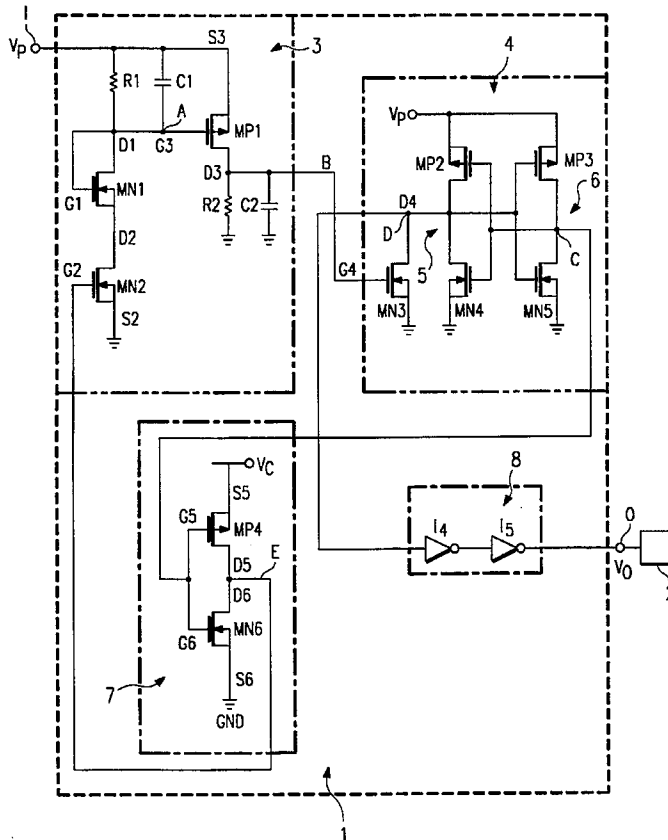 I
Vp
R1
C1
S3
3
A
D1
G3
MP1
G1
MN1
D3
B
R2
C2
D2
G2
MN2
S2
4
Vp
MP2
MP3
6
D4
D
5
C
G4
MN3
MN4
MN5
VC
S5
G5
MP4
D5
E
D6
G6
MN6
7
S6
GND
8
I4
I5
O
VO
1